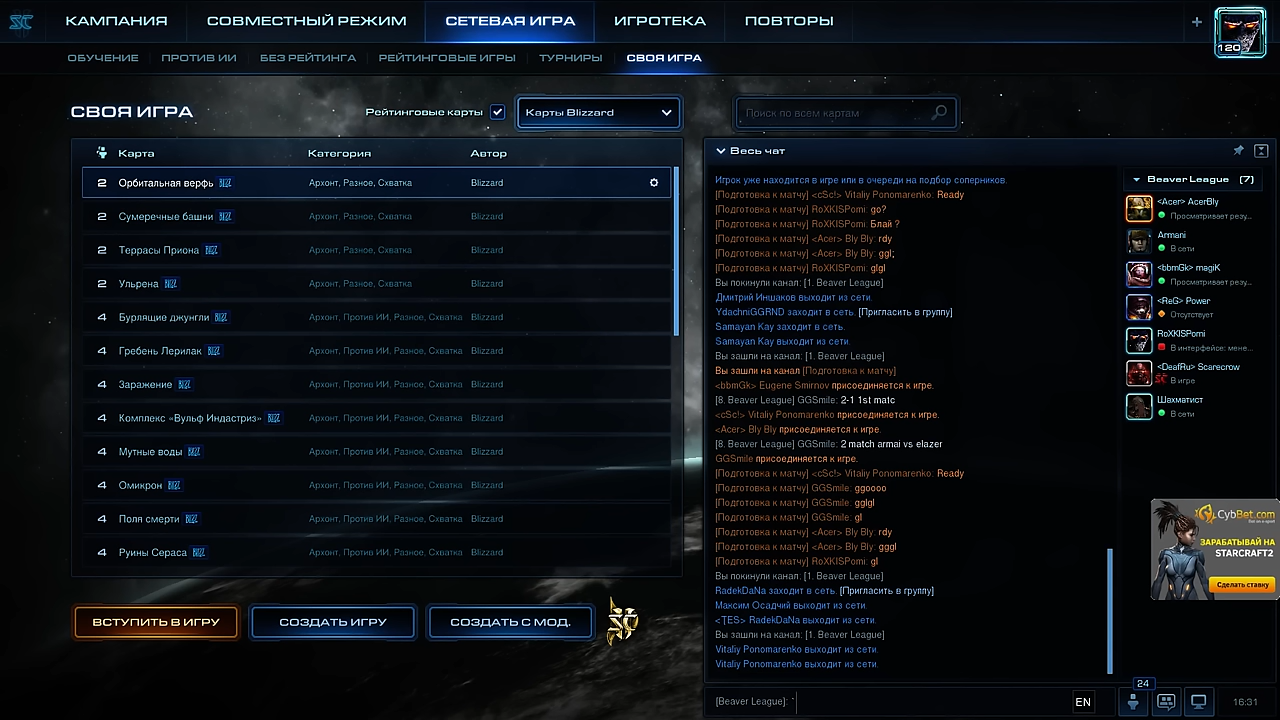 КАМПАНИЯ СОВМЕСТНЫЙ РЕЖИМ СЕТЕВАЯ ИГРА ИГРОТЕКА ПОВТОРЫ
120
ОБУЧЕНИЕ ПРОТИВ ИИ БЕЗ РЕЙТИНГА РЕЙТИНГОВЫЕ ИГРЫ ТУРНИРЫ СВОЯ ИГРА
СВОЯ ИГРА
Рейтинговые карты
Карты Blizzard
Поиск по всем картам
Карта Категория Автор
2 Орбитальная верфь Архонт, Разное, Схватка Blizzard
2 Сумеречные башни Архонт, Разное, Схватка Blizzard
2 Террасы Приона Архонт, Разное, Схватка Blizzard
2 Ульрена Архонт, Разное, Схватка Blizzard
4 Бурлящие джунгли Архонт, Против ИИ, Разное, Схватка Blizzard
4 Гребень Лерилак Архонт, Против ИИ, Разное, Схватка Blizzard
4 Заражение Архонт, Против ИИ, Разное, Схватка Blizzard
4 Комплекс «Вульф Индастриз» Архонт, Против ИИ, Разное, Схватка Blizzard
4 Мутные воды Архонт, Против ИИ, Разное, Схватка Blizzard
4 Омикрон Архонт, Против ИИ, Разное, Схватка Blizzard
4 Поля смерти Архонт, Против ИИ, Разное, Схватка Blizzard
4 Руины Сераса Архонт, Против ИИ, Разное, Схватка Blizzard
ВСТУПИТЬ В ИГРУ СОЗДАТЬ ИГРУ СОЗДАТЬ С МОД.
Весь чат
Игрок уже находится в игре или в очереди на подбор соперников.
[Подготовка к матчу] <cSc!> Vitaliy Ponomarenko: Ready
[Подготовка к матчу] RoXKISPomi: go?
[Подготовка к матчу] RoXKISPomi: Блай ?
[Подготовка к матчу] <Acer> Bly Bly: rdy
[Подготовка к матчу] <Acer> Bly Bly: ggl;
[Подготовка к матчу] RoXKISPomi: glgl
Вы покинули канал: [1. Beaver League]
Дмитрий Иншаков выходит из сети.
YdachniGGRND заходит в сеть. [Пригласить в группу]
Samayan Kay заходит в сеть.
Samayan Kay выходит из сети.
Вы зашли на канал: [1. Beaver League]
Вы зашли на канал [Подготовка к матчу]
<bbmGk> Eugene Smirnov присоединяется к игре.
[8. Beaver League] GGSmile: 2-1 1st matc
<cSc!> Vitaliy Ponomarenko присоединяется к игре.
<Acer> Bly Bly присоединяется к игре.
[8. Beaver League] GGSmile: 2 match armai vs elazer
GGSmile присоединяется к игре.
[Подготовка к матчу] <cSc!> Vitaliy Ponomarenko: Ready
[Подготовка к матчу] GGSmile: ggoooo
[Подготовка к матчу] GGSmile: gglgl
[Подготовка к матчу] GGSmile: gl
[Подготовка к матчу] <Acer> Bly Bly: rdy
[Подготовка к матчу] <Acer> Bly Bly: gggl
[Подготовка к матчу] RoXKISPomi: gl
Вы покинули канал: [1. Beaver League]
RadekDaNa заходит в сеть. [Пригласить в группу]
Максим Осадчий выходит из сети.
<ŢES> RadekDaNa выходит из сети.
Вы зашли на канал: [1. Beaver League]
Vitaliy Ponomarenko выходит из сети.
Vitaliy Ponomarenko выходит из сети.
[Beaver League]:
EN
24
16:31
Beaver League (7)
<Acer> AcerBly
Просматривает резу...
Armani
В сети
<bbmGk> magiK
Просматривает резу...
<ReG> Power
Отсутствует
RoXKISPomi
В интерфейсе: мене...
<DeafRu> Scarecrow
В игре
Шахматист
В сети
CybBet.com
Bet on e-sport
ЗАРАБАТЫВАЙ НА
STARCRAFT2
Сделать ставку